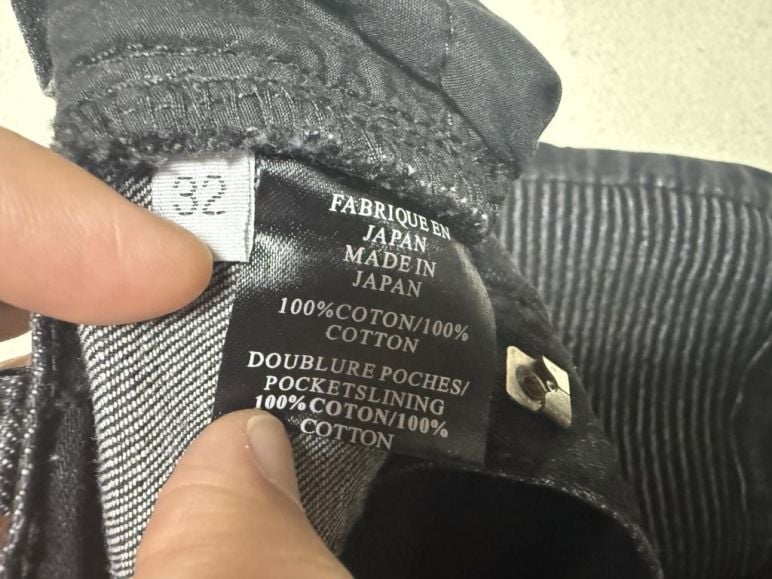 32
FABRIQUE EN
JAPAN
MADE IN
JAPAN
100%COTON/100%
COTTON
DOUBLURE POCHES/
POCKETSLINING
100%COTON/100%
COTTON